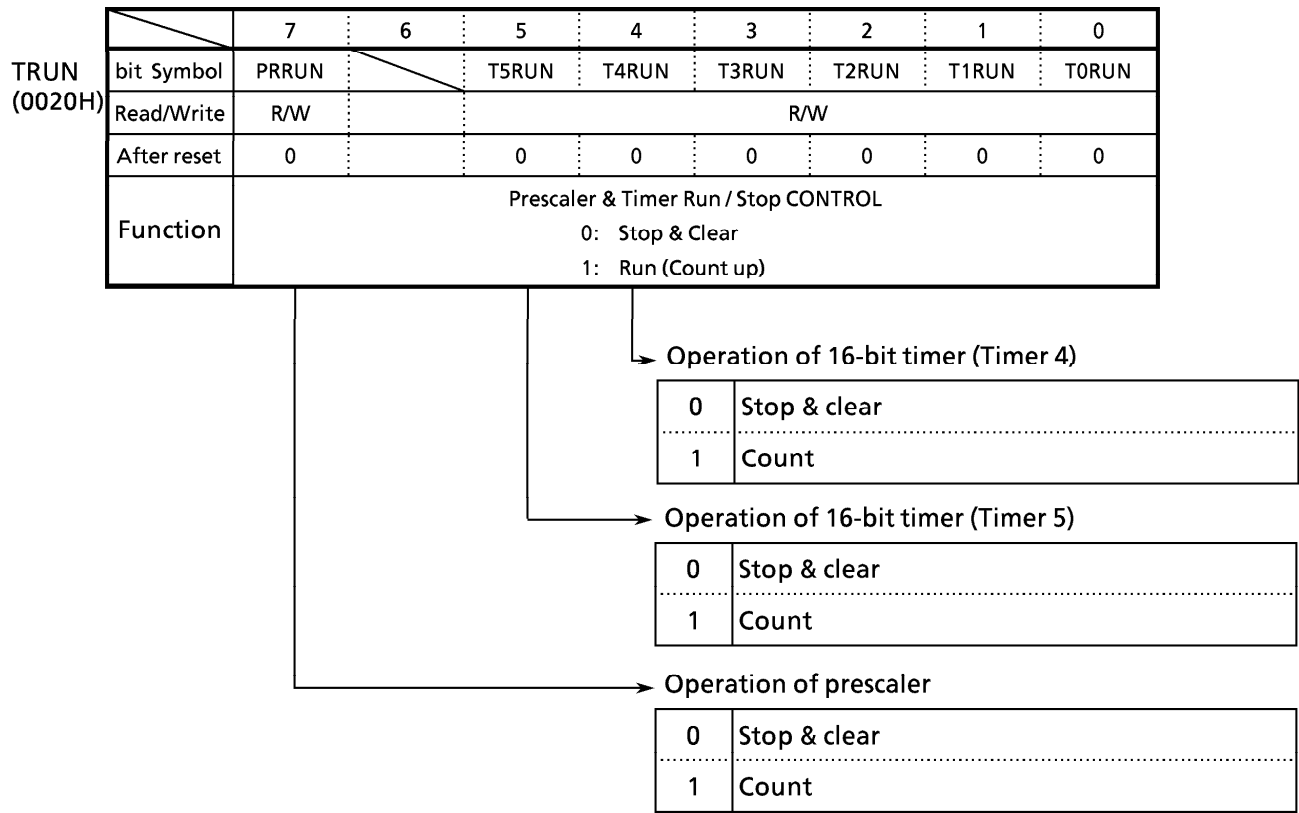 7 6 5 4 3 2 1 0
TRUN
(0020H)
bit Symbol PRRUN T5RUN T4RUN T3RUN T2RUN T1RUN T0RUN
Read/Write R/W R/W
After reset 0 0 0 0 0 0 0
Function
Prescaler & Timer Run / Stop CONTROL
0: Stop & Clear
1: Run (Count up)
Operation of 16-bit timer (Timer 4)
0 Stop & clear
1 Count
Operation of 16-bit timer (Timer 5)
0 Stop & clear
1 Count
Operation of prescaler
0 Stop & clear
1 Count